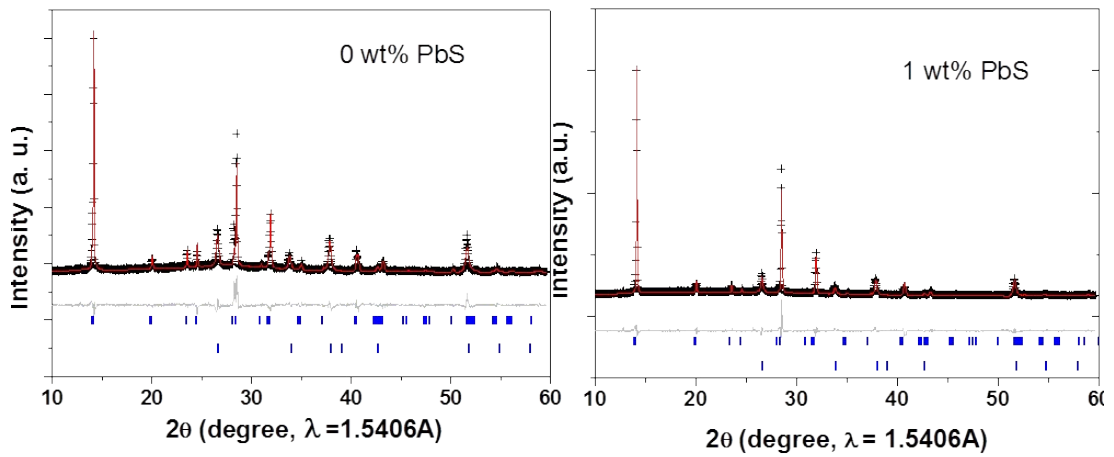 0 wt% PbS
Intensity (a. u.)
10 20 30 40 50 60
2θ (degree, λ =1.5406A)
1 wt% PbS
Intensity (a.u.)
10 20 30 40 50 60
2θ (degree, λ = 1.5406A)